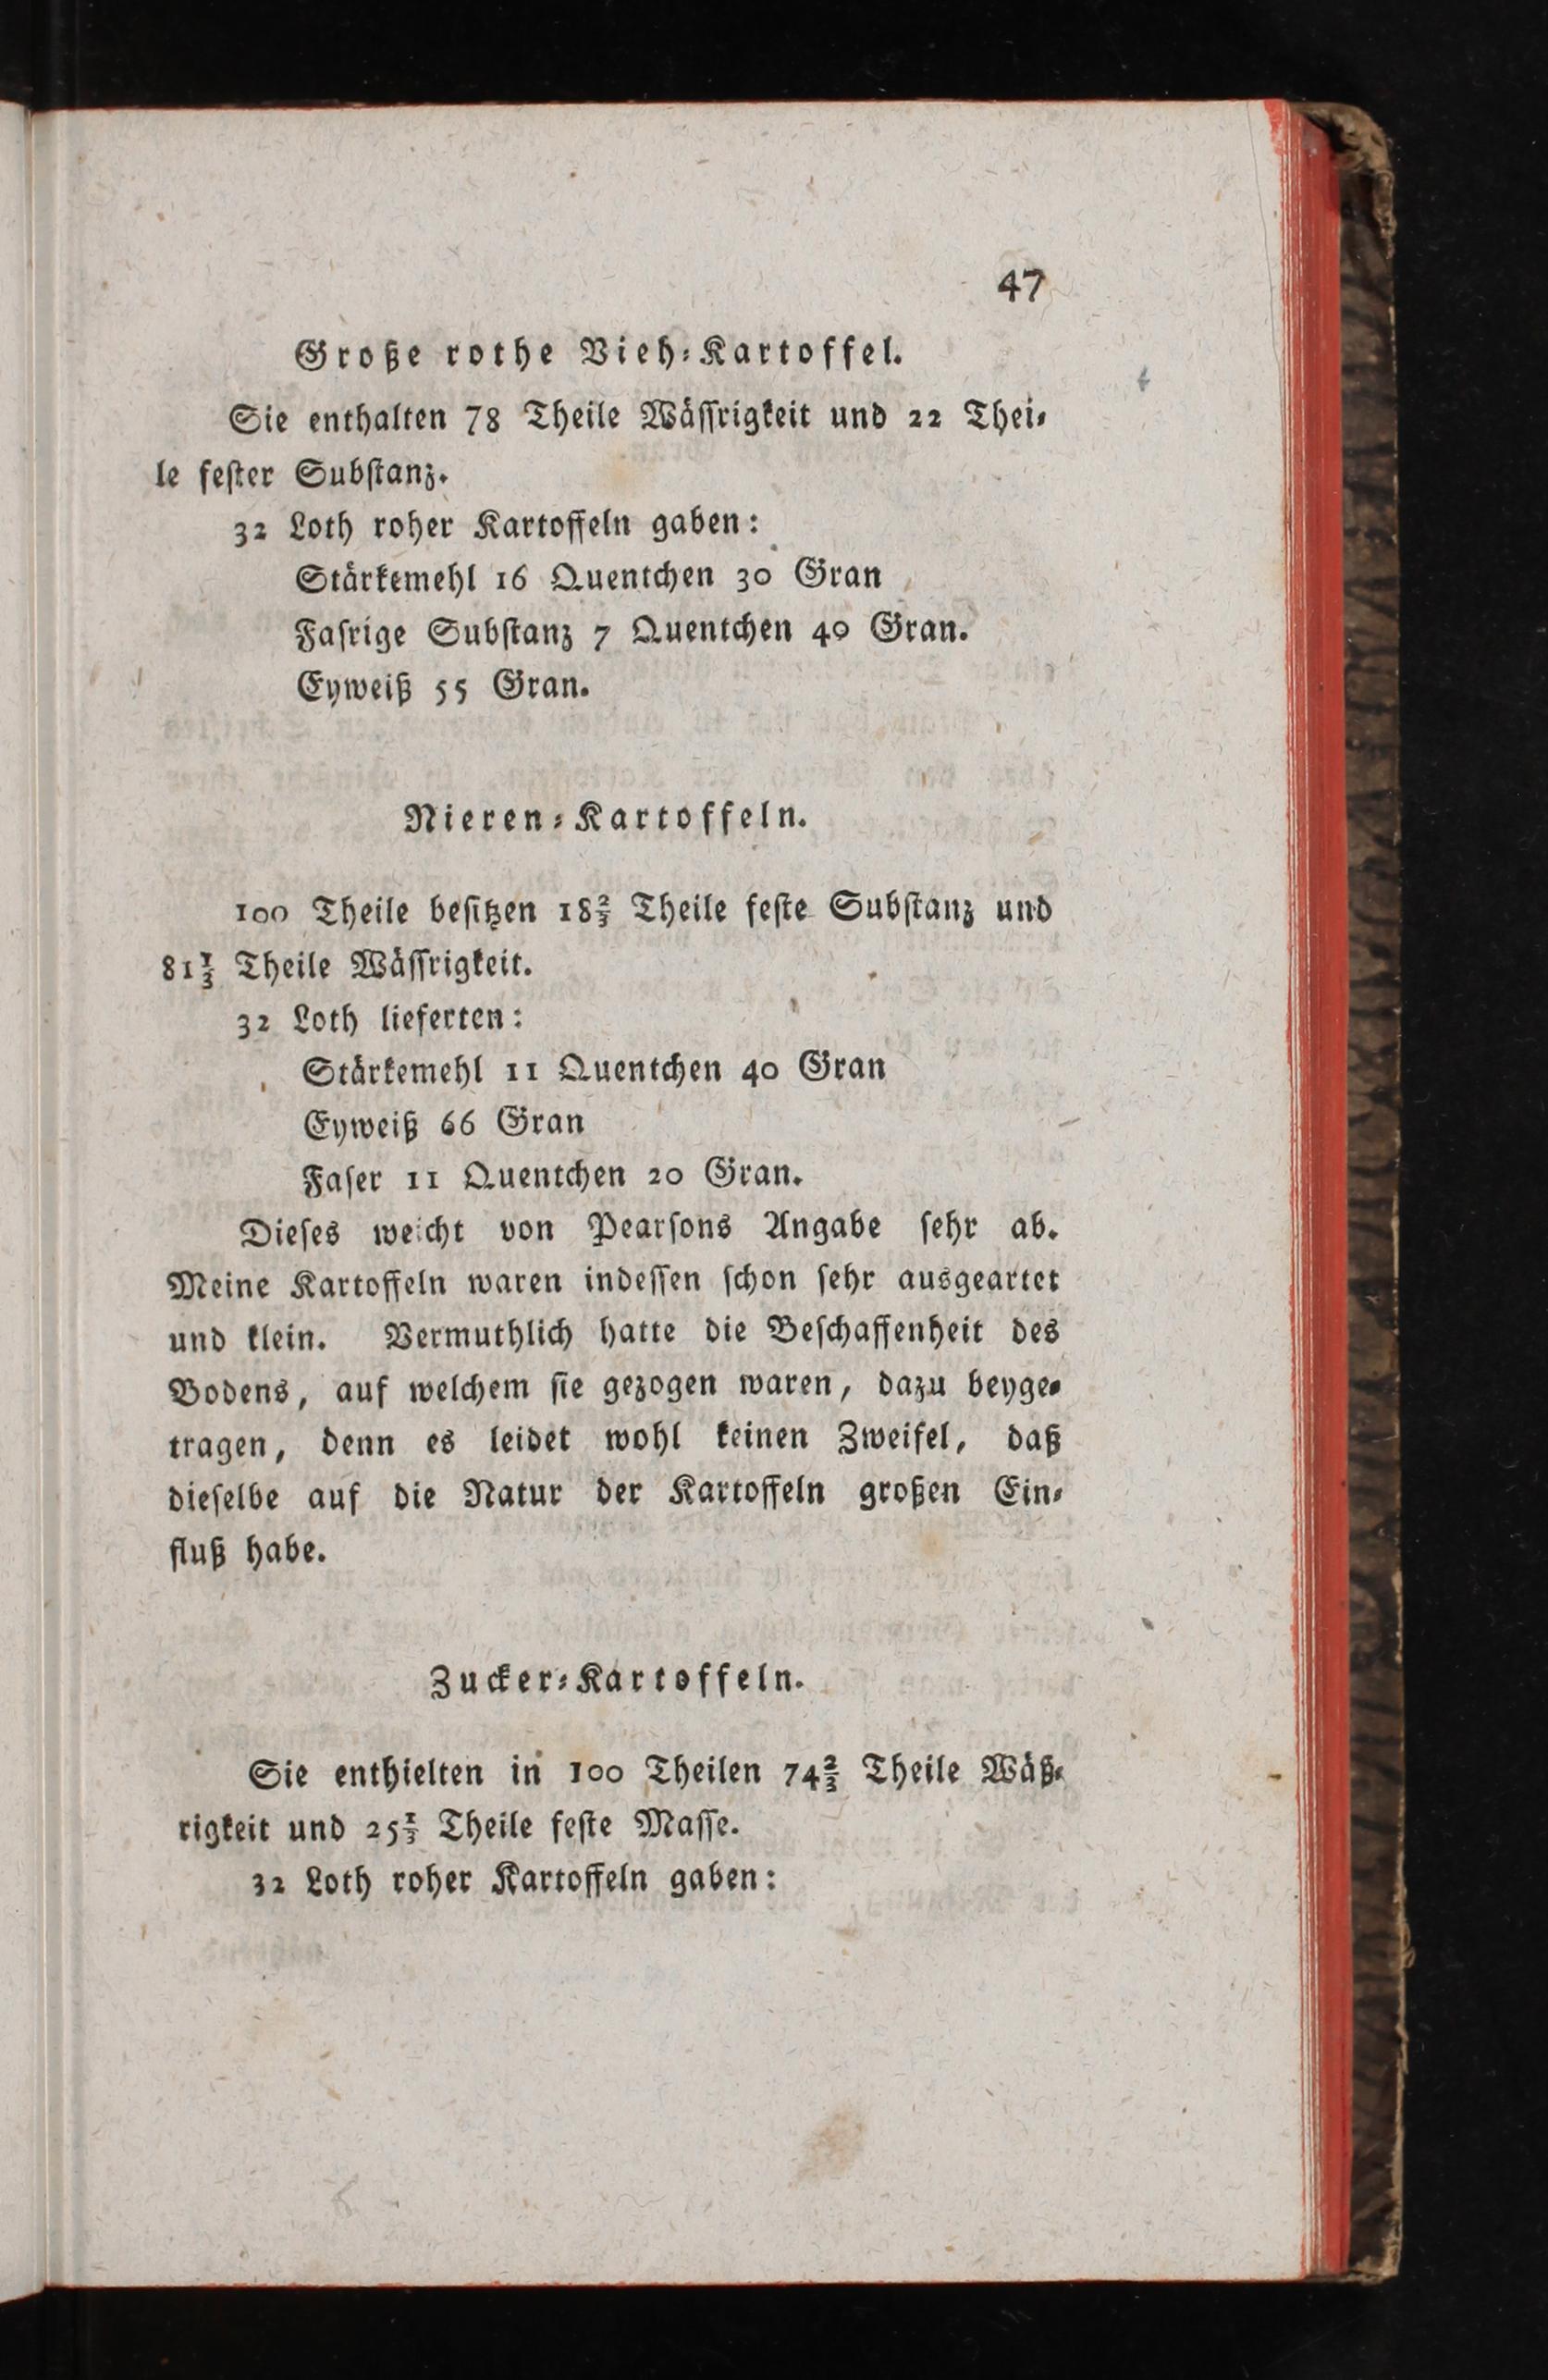 47
Große rothe Vieh⸗Kartoffel.
Sie enthalten 78 Theile Wäſſrigkeit und 22 Thei⸗
le feſter Subſtanz.
32 Loth roher Kartoffeln gaben:
Stärkemehl 16 Quentchen 30 Gran
Faſrige Subſtanz 7 Quentchen 40 Gran.
Eyweiß 55 Gran.
Nieren⸗Kartoffeln.
100 Theile beſitzen 18⅔ Theile feſte Subſtanz und
81⅓ Theile Wäſſrigkeit.
32 Loth lieferten:
Stärkemehl 11 Quentchen 40 Gran
Eyweiß 66 Gran
Faſer 11 Quentchen 20 Gran.
Dieſes weicht von Pearſons Angabe ſehr ab.
Meine Kartoffeln waren indeſſen ſchon ſehr ausgeartet
und klein. Vermuthlich hatte die Beſchaffenheit des
Bodens, auf welchem ſie gezogen waren, dazu beyge⸗
tragen, denn es leidet wohl keinen Zweifel, daß
dieſelbe auf die Natur der Kartoffeln großen Ein⸗
fluß habe.
Zucker⸗Kartoffeln.
Sie enthielten in 100 Theilen 74⅔ Theile Wäß⸗
rigkeit und 25⅓ Theile feſte Maſſe.
32 Loth roher Kartoffeln gaben: